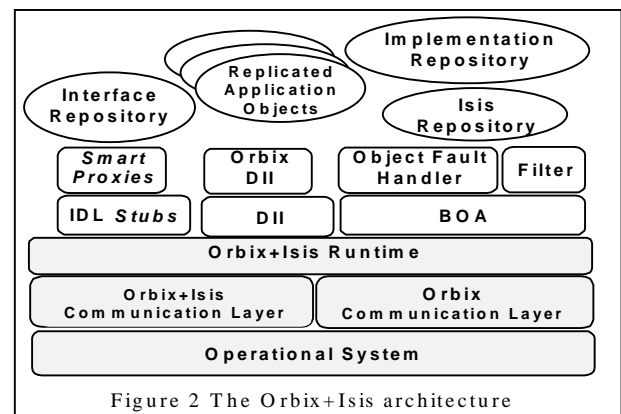 Implementation
Repository
Replicated
Application
Objects
Interface
Repository
Isis
Repository
Smart
Proxies
Orbix
DII
Object Fault
Handler
Filter
IDL Stubs
DII
BOA
Orbix+Isis Runtime
Orbix+Isis
Communication Layer
Orbix
Communication Layer
Operational System
Figure 2 The Orbix+Isis architecture